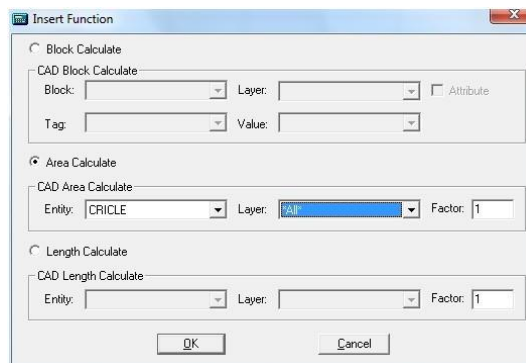 Insert Function
Block Calculate
CAD Block Calculate
Block: Layer: Attribute
Tag: Value:
Area Calculate
CAD Area Calculate
Entity: CRICLE Layer: *All* Factor: 1
Length Calculate
CAD Length Calculate
Entity: Layer: Factor: 1
OK Cancel